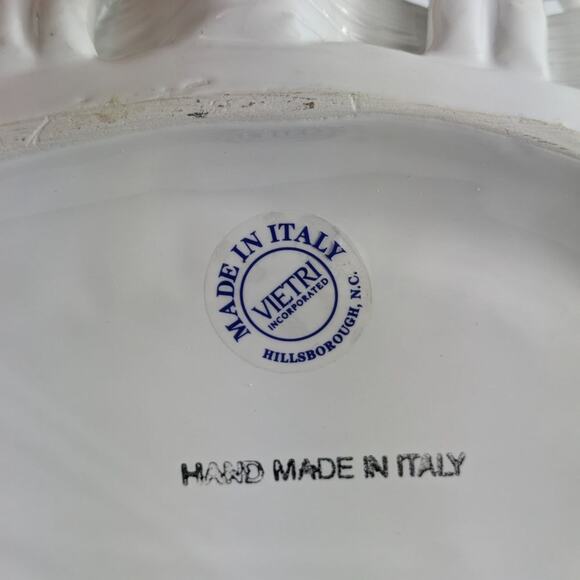 MADE IN ITALY
VIETRI
INCORPORATED
HILLSBOROUGH, N.C.
HAND MADE IN ITALY